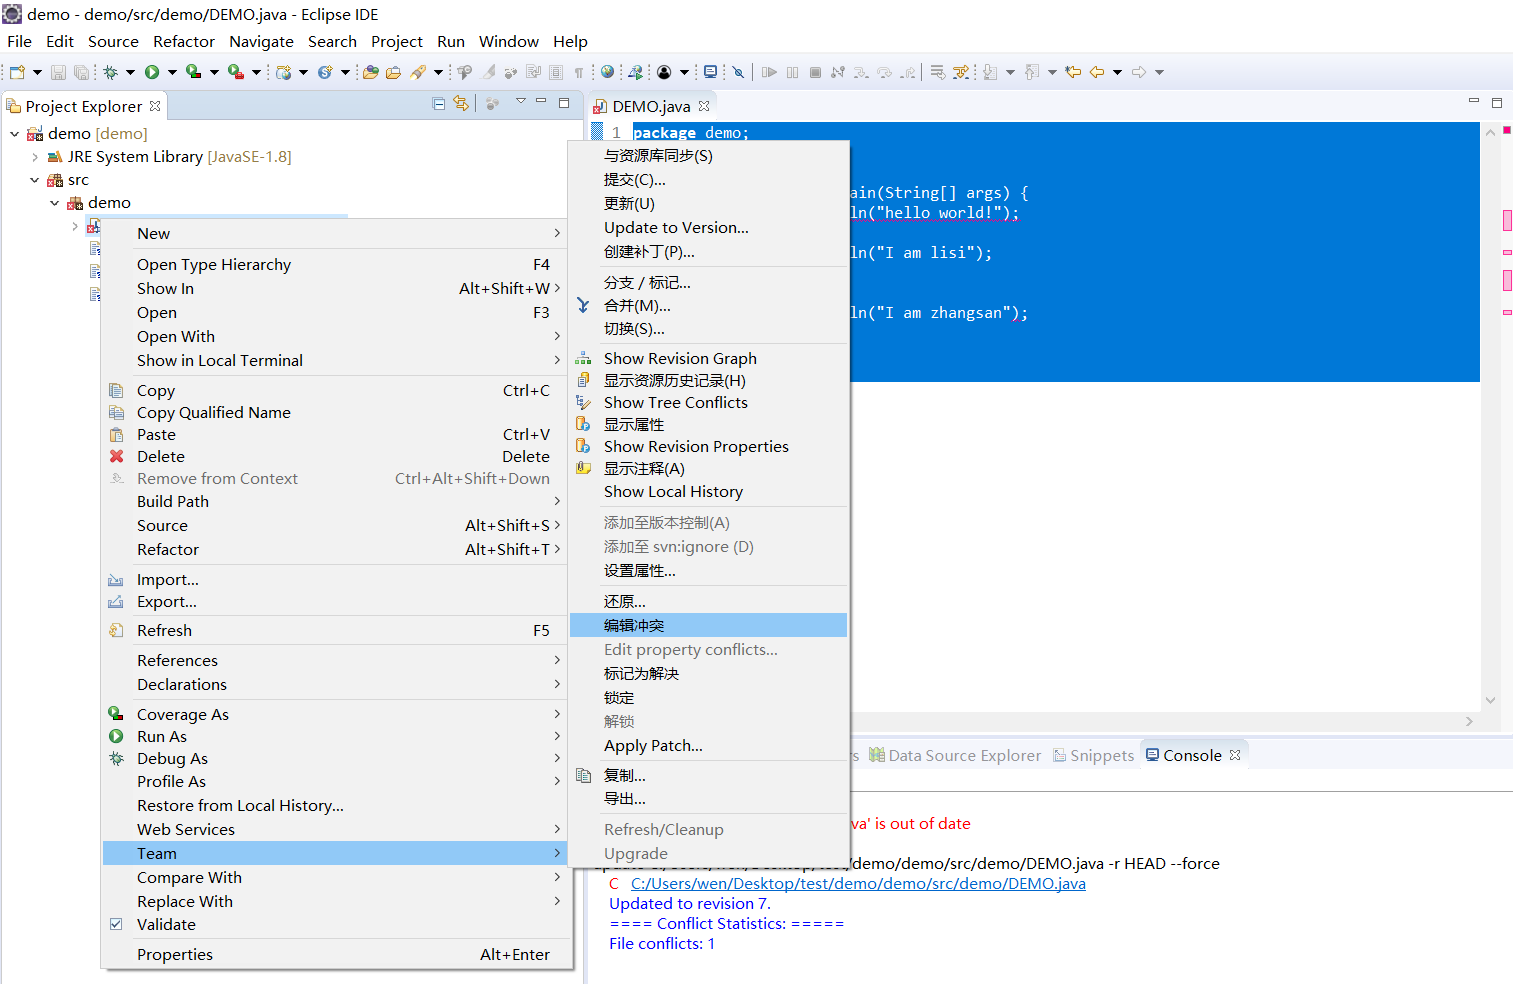 demo - demo/src/demo/DEMO.java - Eclipse IDE
File Edit Source Refactor Navigate Search Project Run Window Help
Project Explorer
demo [demo]
JRE System Library [JavaSE-1.8]
src
demo
New
Open Type Hierarchy F4
Show In Alt+Shift+W
Open F3
Open With
Show in Local Terminal
Copy Ctrl+C
Copy Qualified Name
Paste Ctrl+V
Delete Delete
Remove from Context Ctrl+Alt+Shift+Down
Build Path
Source Alt+Shift+S
Refactor Alt+Shift+T
Import...
Export...
Refresh F5
References
Declarations
Coverage As
Run As
Debug As
Profile As
Restore from Local History...
Web Services
Team
Compare With
Replace With
Validate
Properties Alt+Enter
与资源库同步(S)
提交(C)...
更新(U)
Update to Version...
创建补丁(P)...
分支 / 标记...
合并(M)...
切换(S)...
Show Revision Graph
显示资源历史记录(H)
Show Tree Conflicts
显示属性
Show Revision Properties
显示注释(A)
Show Local History
添加至版本控制(A)
添加至 svn:ignore (D)
设置属性...
还原...
编辑冲突
Edit property conflicts...
标记为解决
锁定
解锁
Apply Patch...
复制...
导出...
Refresh/Cleanup
Upgrade
DEMO.java
1 package demo;
ain(String[] args) {
ln("hello world!");
ln("I am lisi");
ln("I am zhangsan");
s Data Source Explorer Snippets Console
va' is out of date
/demo/demo/src/demo/DEMO.java -r HEAD --force
C C:/Users/wen/Desktop/test/demo/demo/src/demo/DEMO.java
Updated to revision 7.
==== Conflict Statistics: =====
File conflicts: 1